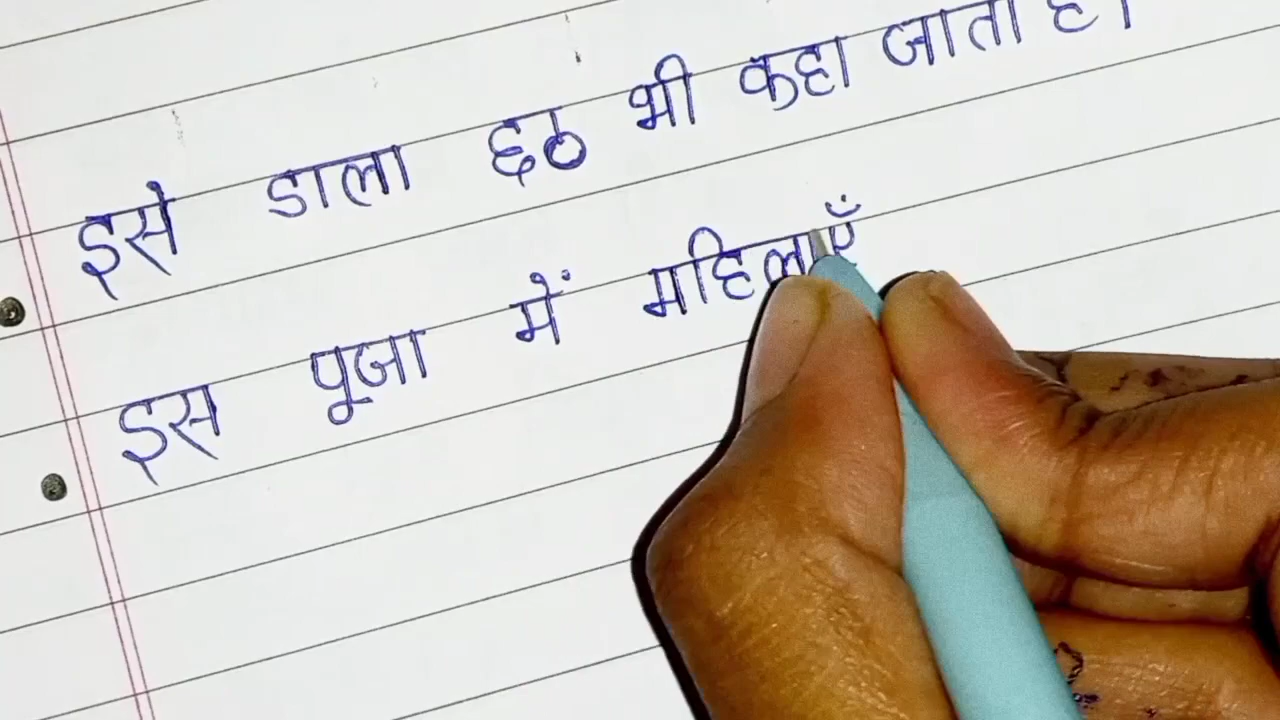 इसे डाला छठ भी कहा जाता है।
इस पूजा में महिलाएँ